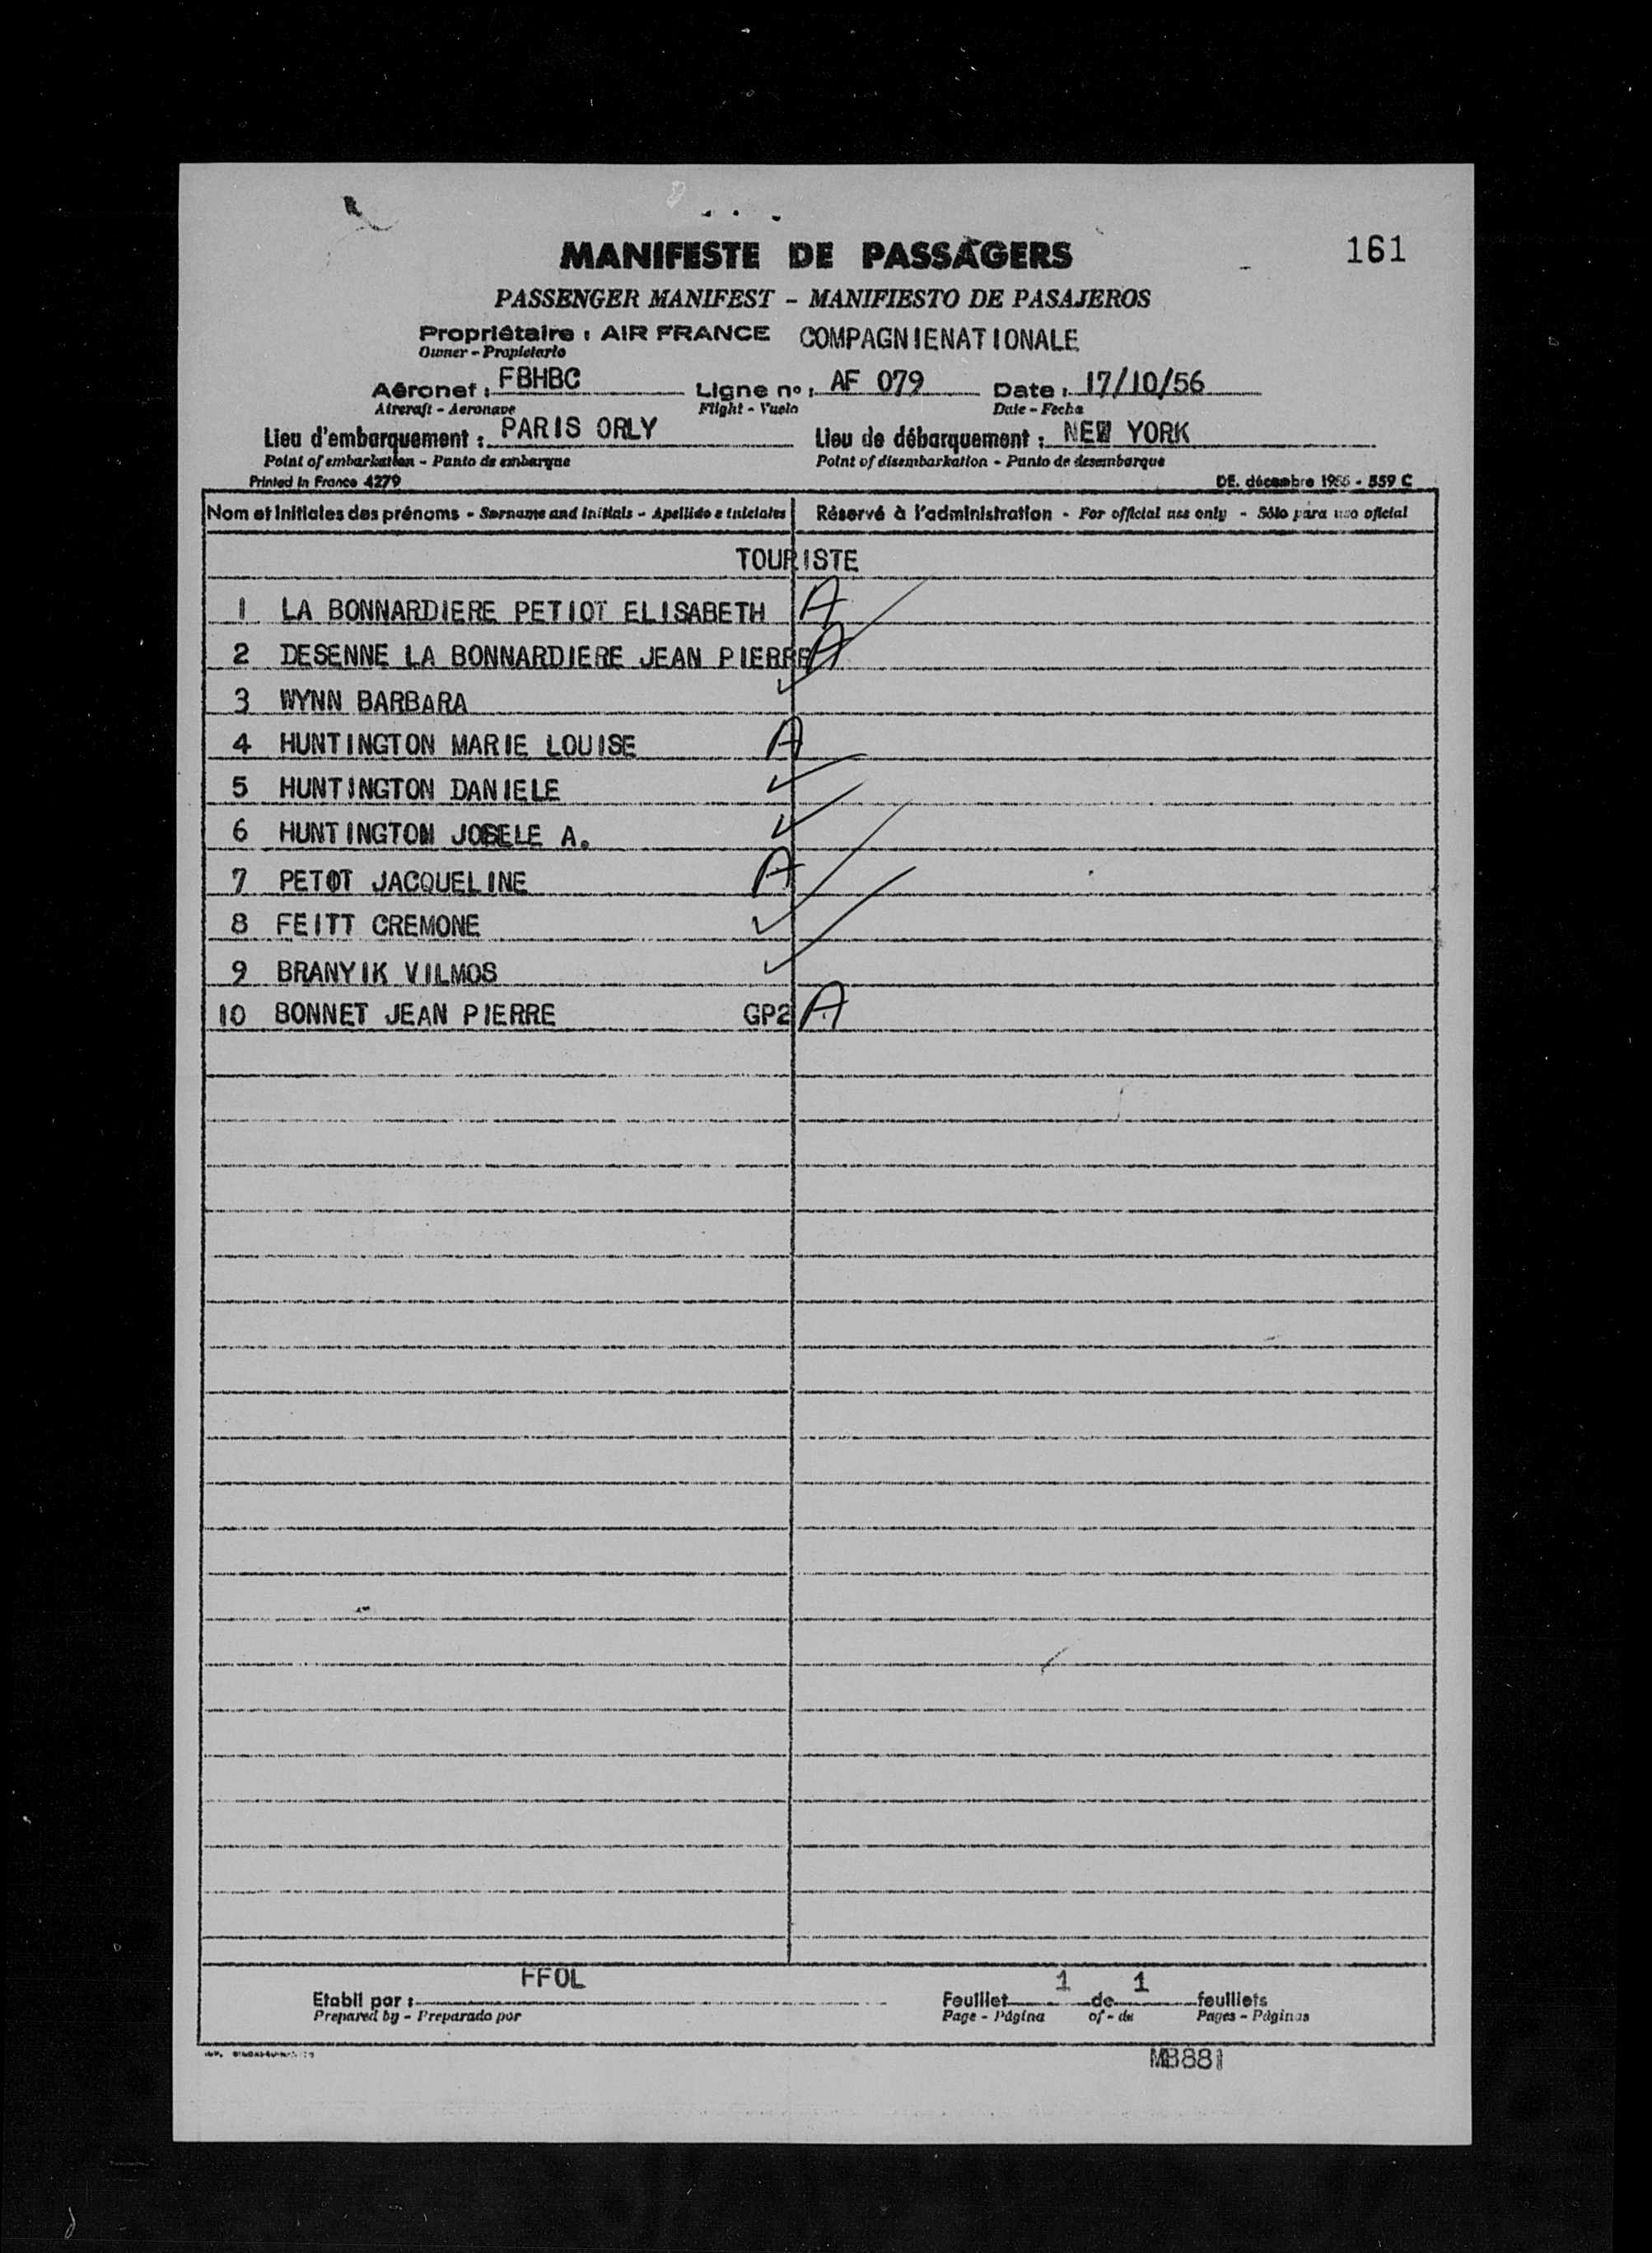 MANIFESTE DE PASSAGERS
161
PASSENGER MANIFEST - MANIFIESTO DE PASAJEROS
Propriétaire : AIR FRANCE COMPAGNIENATIONALE
Owner - Propietario
Aéronef : FBHBC Ligne nº : AF 079 Date : 17/10/56
Aircraft - Aeronave Flight - Vuelo Date - Fecha
Lieu d'embarquement : PARIS ORLY Lieu de débarquement : NEW YORK
Point of embarkation - Punto de embarque Point of disembarkation - Punto de desembarque
Printed in France 4279 DE. décembre 1955 - 559 C
Nom et initiales des prénoms - Surname and initials - Apellido e iniciales Réservé à l'administration - For official use only - Sólo para uso oficial
TOURISTE
1 LA BONNARDIERE PETIOT ELISABETH A
2 DESENNE LA BONNARDIERE JEAN PIERRE A
3 WYNN BARBARA
4 HUNTINGTON MARIE LOUISE A
5 HUNTINGTON DANIELE
6 HUNTINGTON JOSELE A.
7 PETOT JACQUELINE A
8 FEITT CREMONE
9 BRANYIK VILMOS
10 BONNET JEAN PIERRE GP2 A
FFOL 1 1
Etabli par : Feuillet de feuillets
Prepared by - Preparado por Page - Página of - de Pages - Páginas
MB881